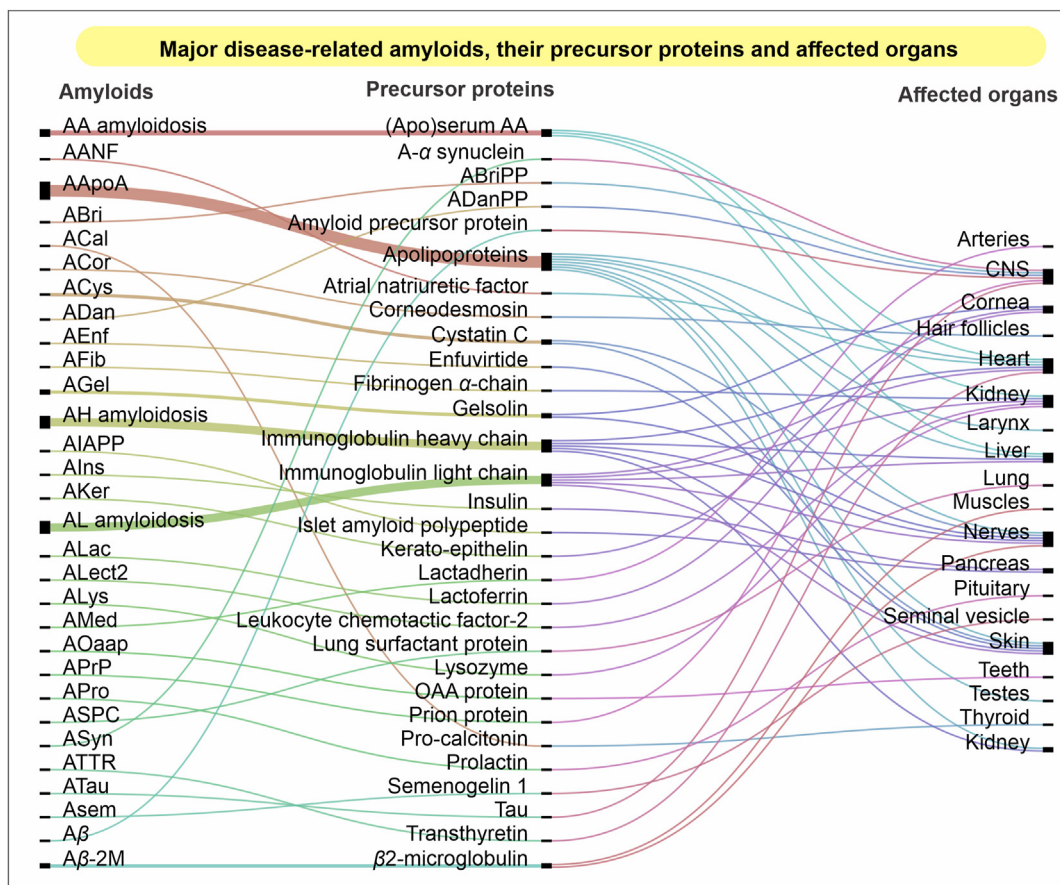 Major disease-related amyloids, their precursor proteins and affected organs
Amyloids
AA amyloidosis
AANF
AApoA
ABri
ACal
ACor
ACys
ADan
AEnf
AFib
AGel
AH amyloidosis
AIAPP
AIns
AKer
AL amyloidosis
ALac
ALect2
ALys
AMed
AOaap
APrP
APro
ASPC
ASyn
ATTR
ATau
Asem
Aβ
Aβ-2M
Precursor proteins
(Apo)serum AA
A-α synuclein
ABriPP
ADanPP
Amyloid precursor protein
Apolipoproteins
Atrial natriuretic factor
Corneodesmosin
Cystatin C
Enfuvirtide
Fibrinogen α-chain
Gelsolin
Immunoglobulin heavy chain
Immunoglobulin light chain
Insulin
Islet amyloid polypeptide
Kerato-epithelin
Lactadherin
Lactoferrin
Leukocyte chemotactic factor-2
Lung surfactant protein
Lysozyme
OAA protein
Prion protein
Pro-calcitonin
Prolactin
Semenogelin 1
Tau
Transthyretin
β2-microglobulin
Affected organs
Arteries
CNS
Cornea
Hair follicles
Heart
Kidney
Larynx
Liver
Lung
Muscles
Nerves
Pancreas
Pituitary
Seminal vesicle
Skin
Teeth
Testes
Thyroid
Kidney